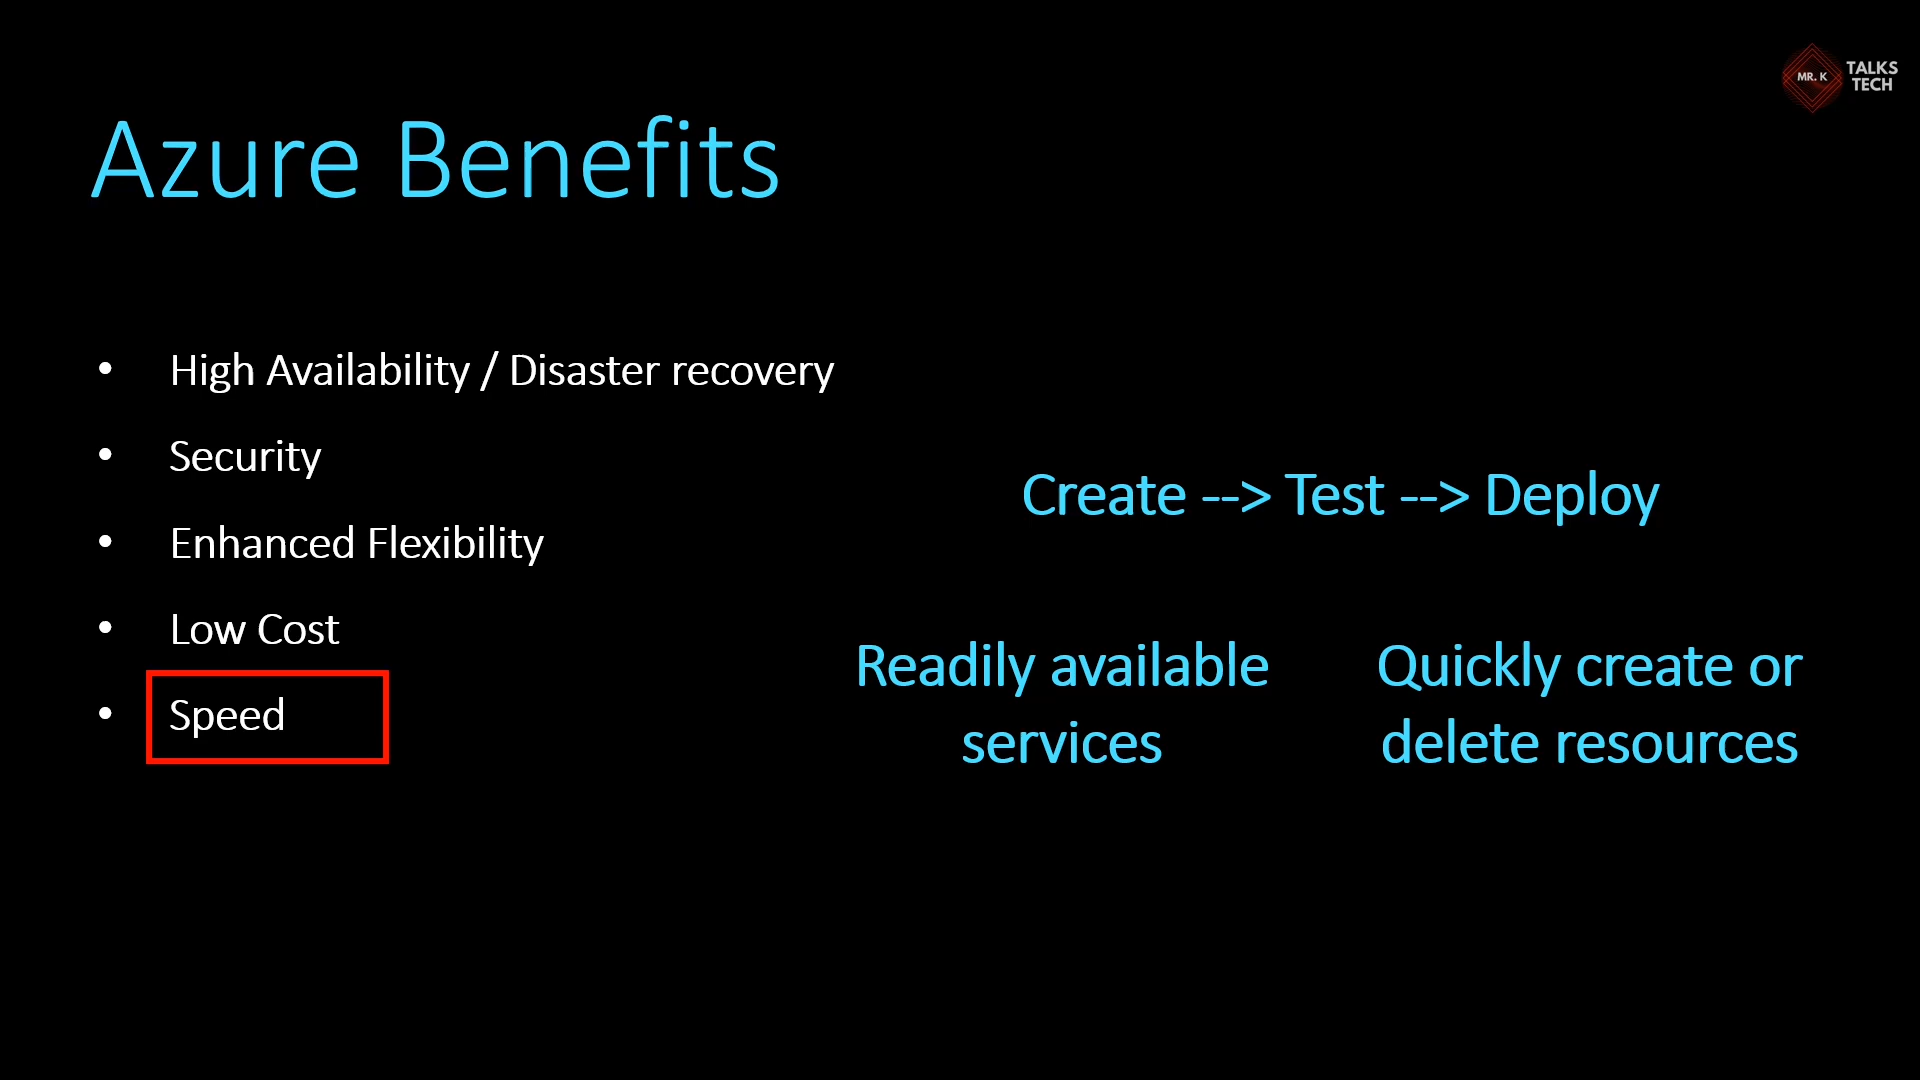 MR. K
TALKS
TECH
Azure Benefits
• High Availability / Disaster recovery
• Security
• Enhanced Flexibility
• Low Cost
• Speed
Create --> Test --> Deploy
Readily available
services
Quickly create or
delete resources